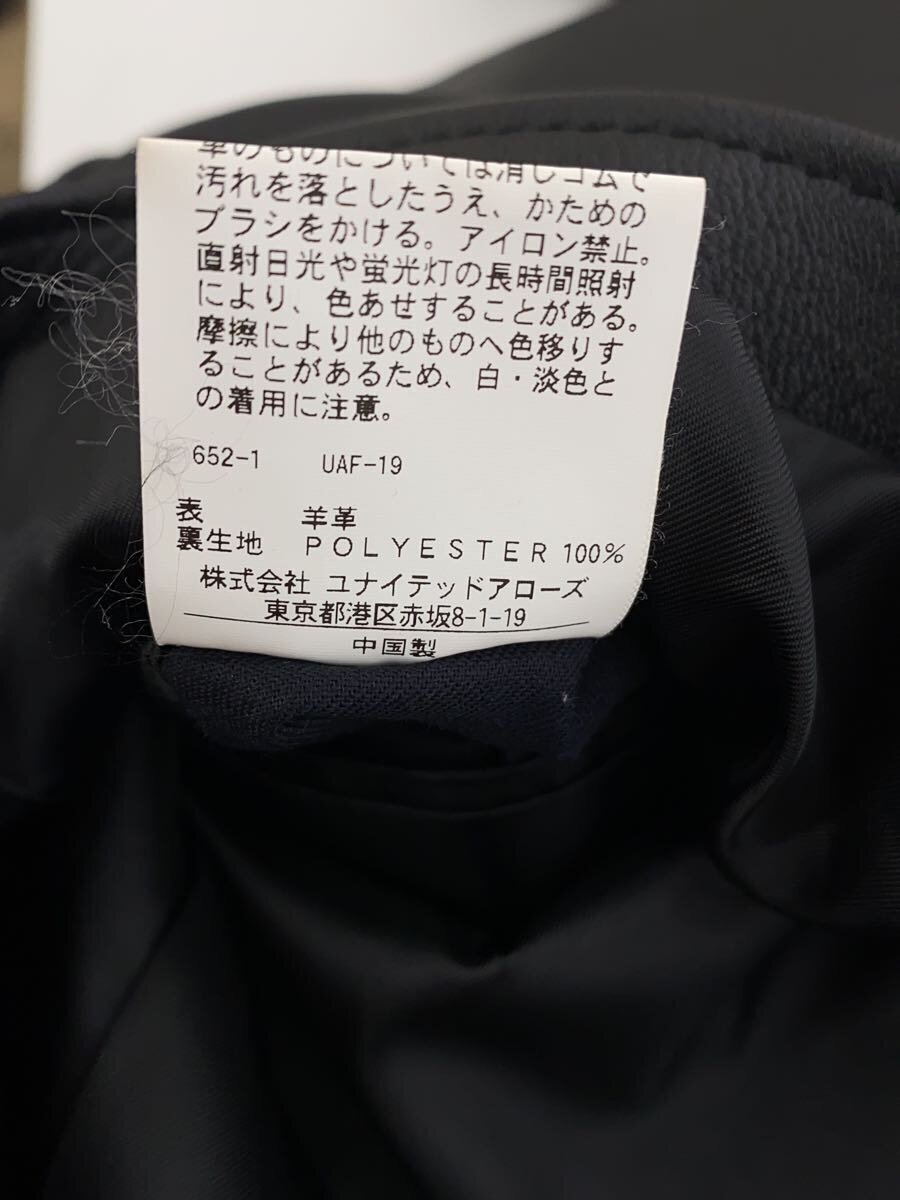 革のものについては消しゴムで
汚れを落としたうえ、かための
ブラシをかける。アイロン禁止。
直射日光や蛍光灯の長時間照射
により、色あせすることがある。
摩擦により他のものへ色移りす
ることがあるため、白・淡色と
の着用に注意。
652-1 UAF-19
表 羊革
裏生地 POLYESTER 100%
株式会社 ユナイテッドアローズ
東京都港区赤坂8-1-19
中国製